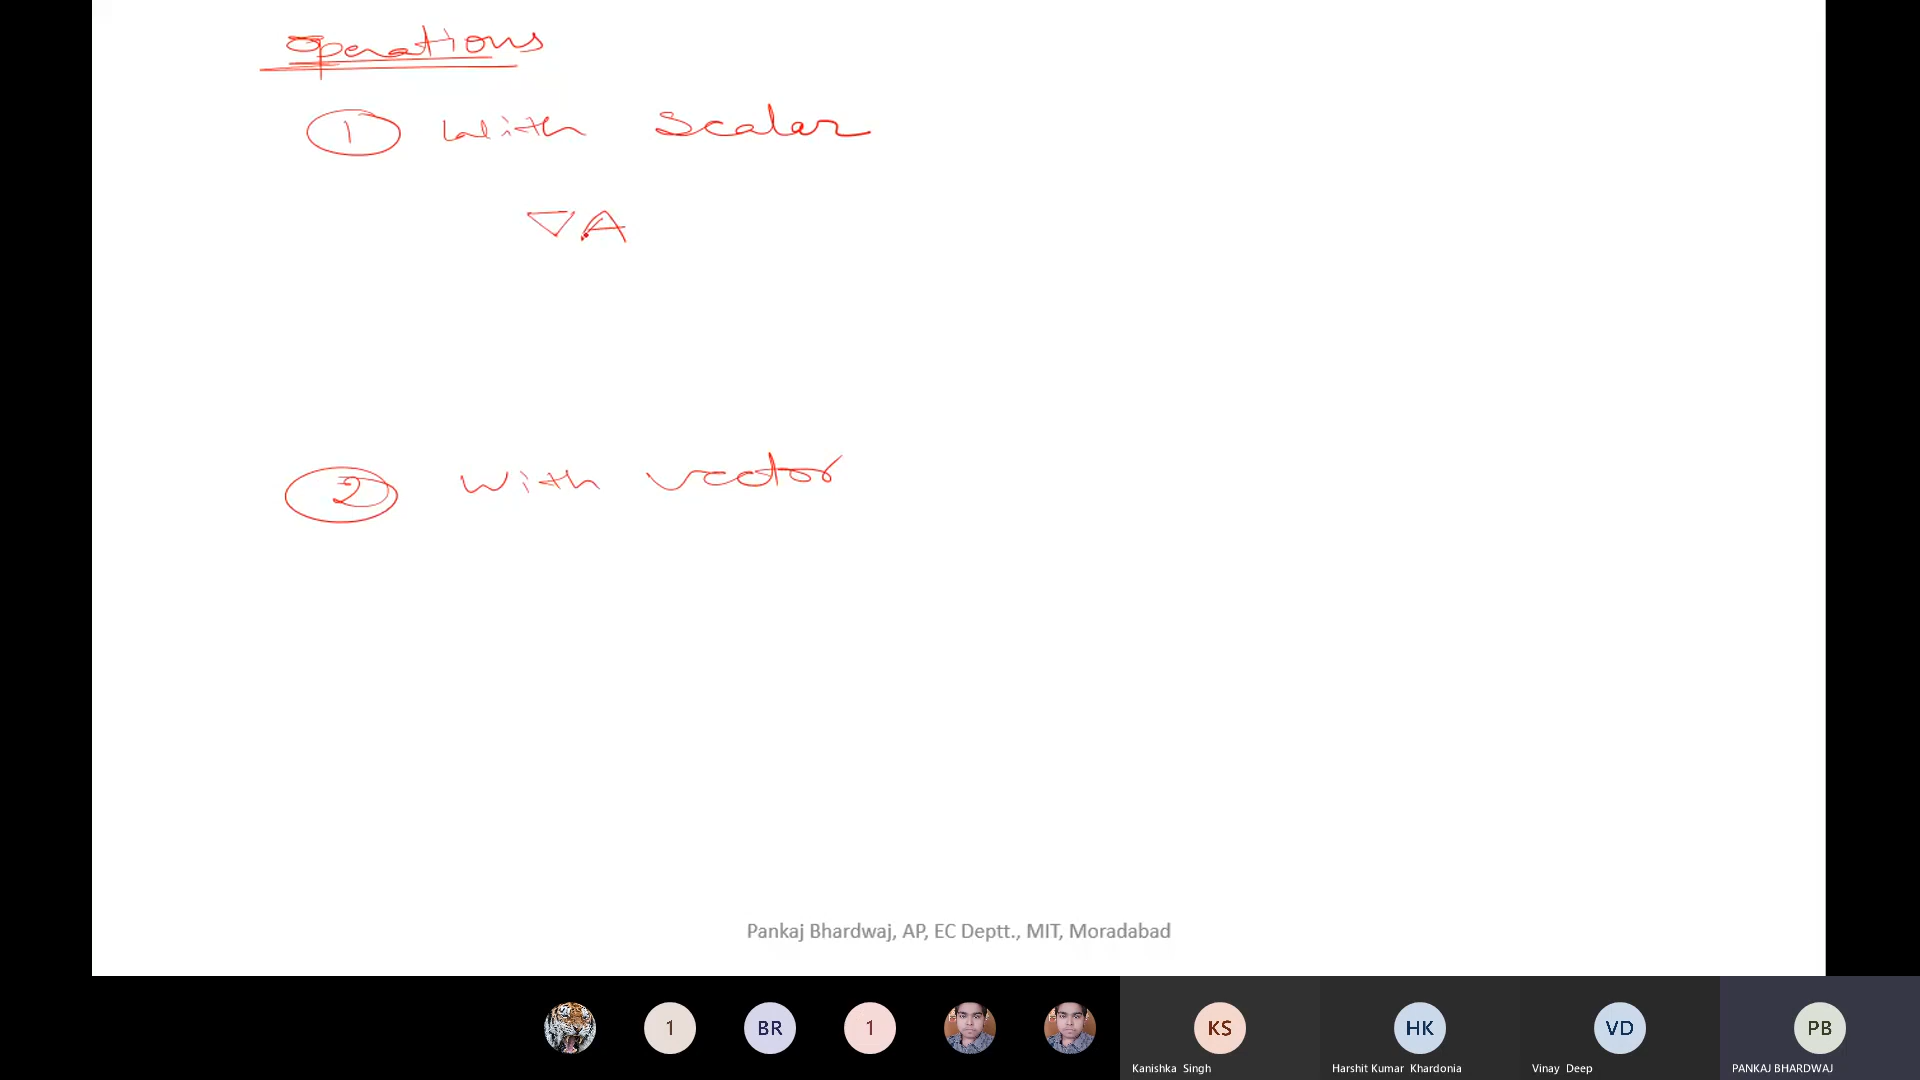 Operations
1 with scalar
∇A
2 with vector
Pankaj Bhardwaj, AP, EC Deptt., MIT, Moradabad
1 BR 1 KS HK VD PB
Kanishka Singh Harshit Kumar Khardonia Vinay Deep PANKAJ BHARDWAJ